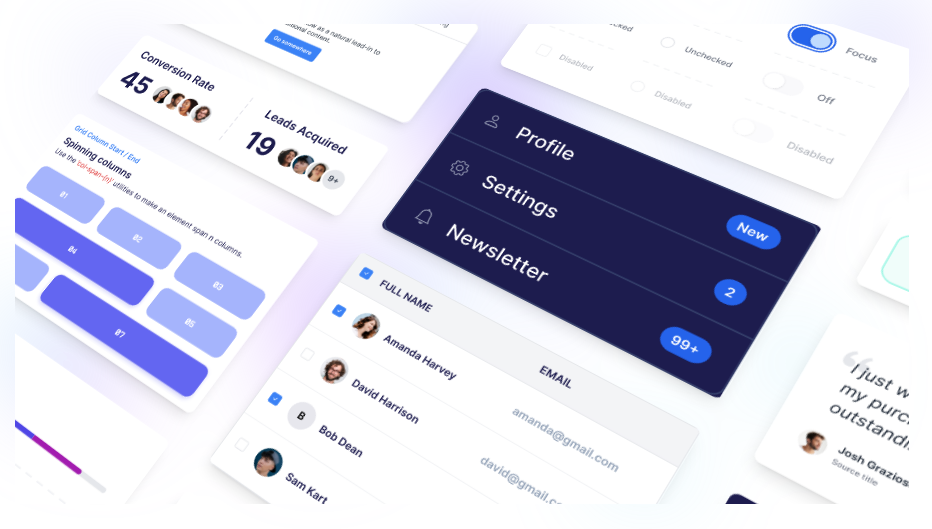 as a natural lead-in to
tional content.
Go somewhere
Conversion Rate
45
Leads Acquired
19
9+
Unchecked
Disabled
Disabled
Focus
Off
Disabled
Grid Column Start / End
Spinning columns
Use the 'col-span-{n}' utilities to make an element span n columns.
01
02
03
04
05
07
Profile
New
Settings
2
Newsletter
99+
FULL NAME
EMAIL
Amanda Harvey
amanda@gmail.com
David Harrison
david@gmail.co
B
Bob Dean
Sam Kart
“I just w
my purc
outstandi
Josh Grazios
Source title